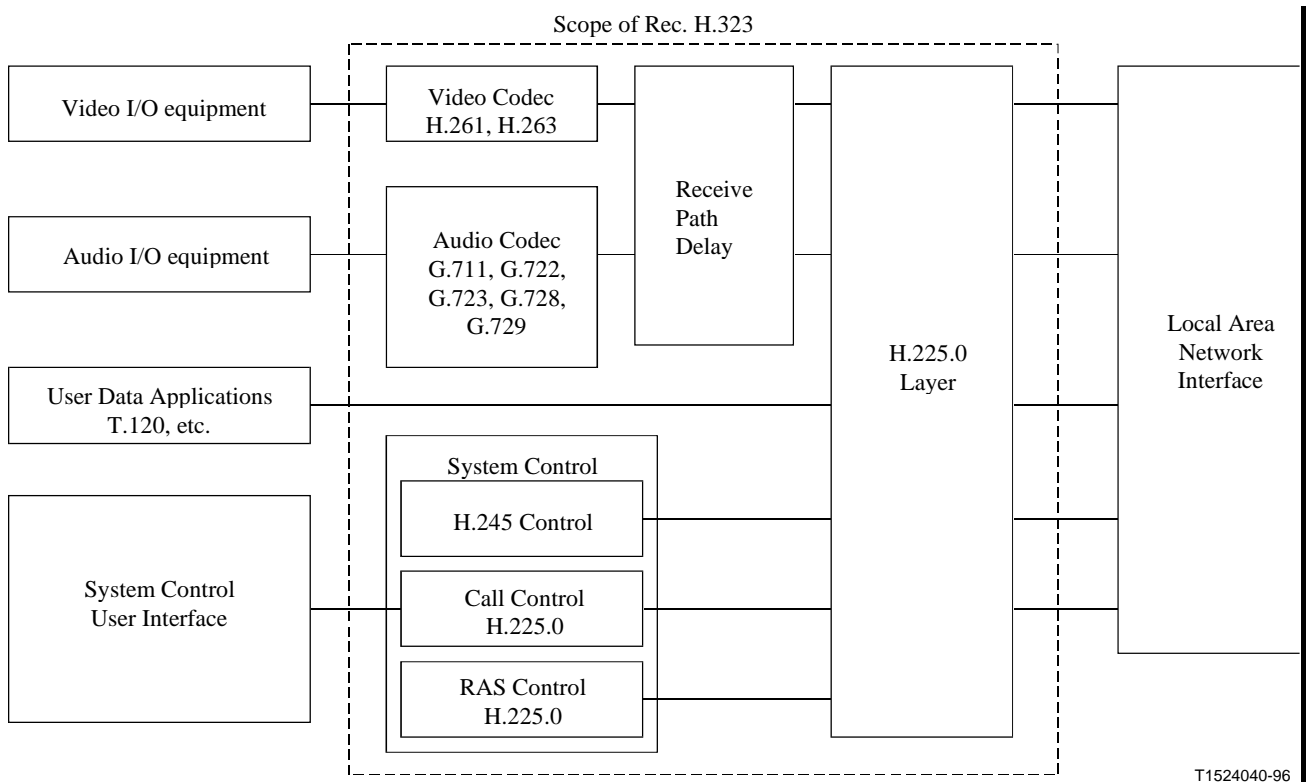 Scope of Rec. H.323
Video I/O equipment
Video Codec
H.261, H.263
Receive
Path
Delay
Audio I/O equipment
Audio Codec
G.711, G.722,
G.723, G.728,
G.729
H.225.0
Layer
Local Area
Network
Interface
User Data Applications
T.120, etc.
System Control
H.245 Control
System Control
User Interface
Call Control
H.225.0
RAS Control
H.225.0
T1524040-96